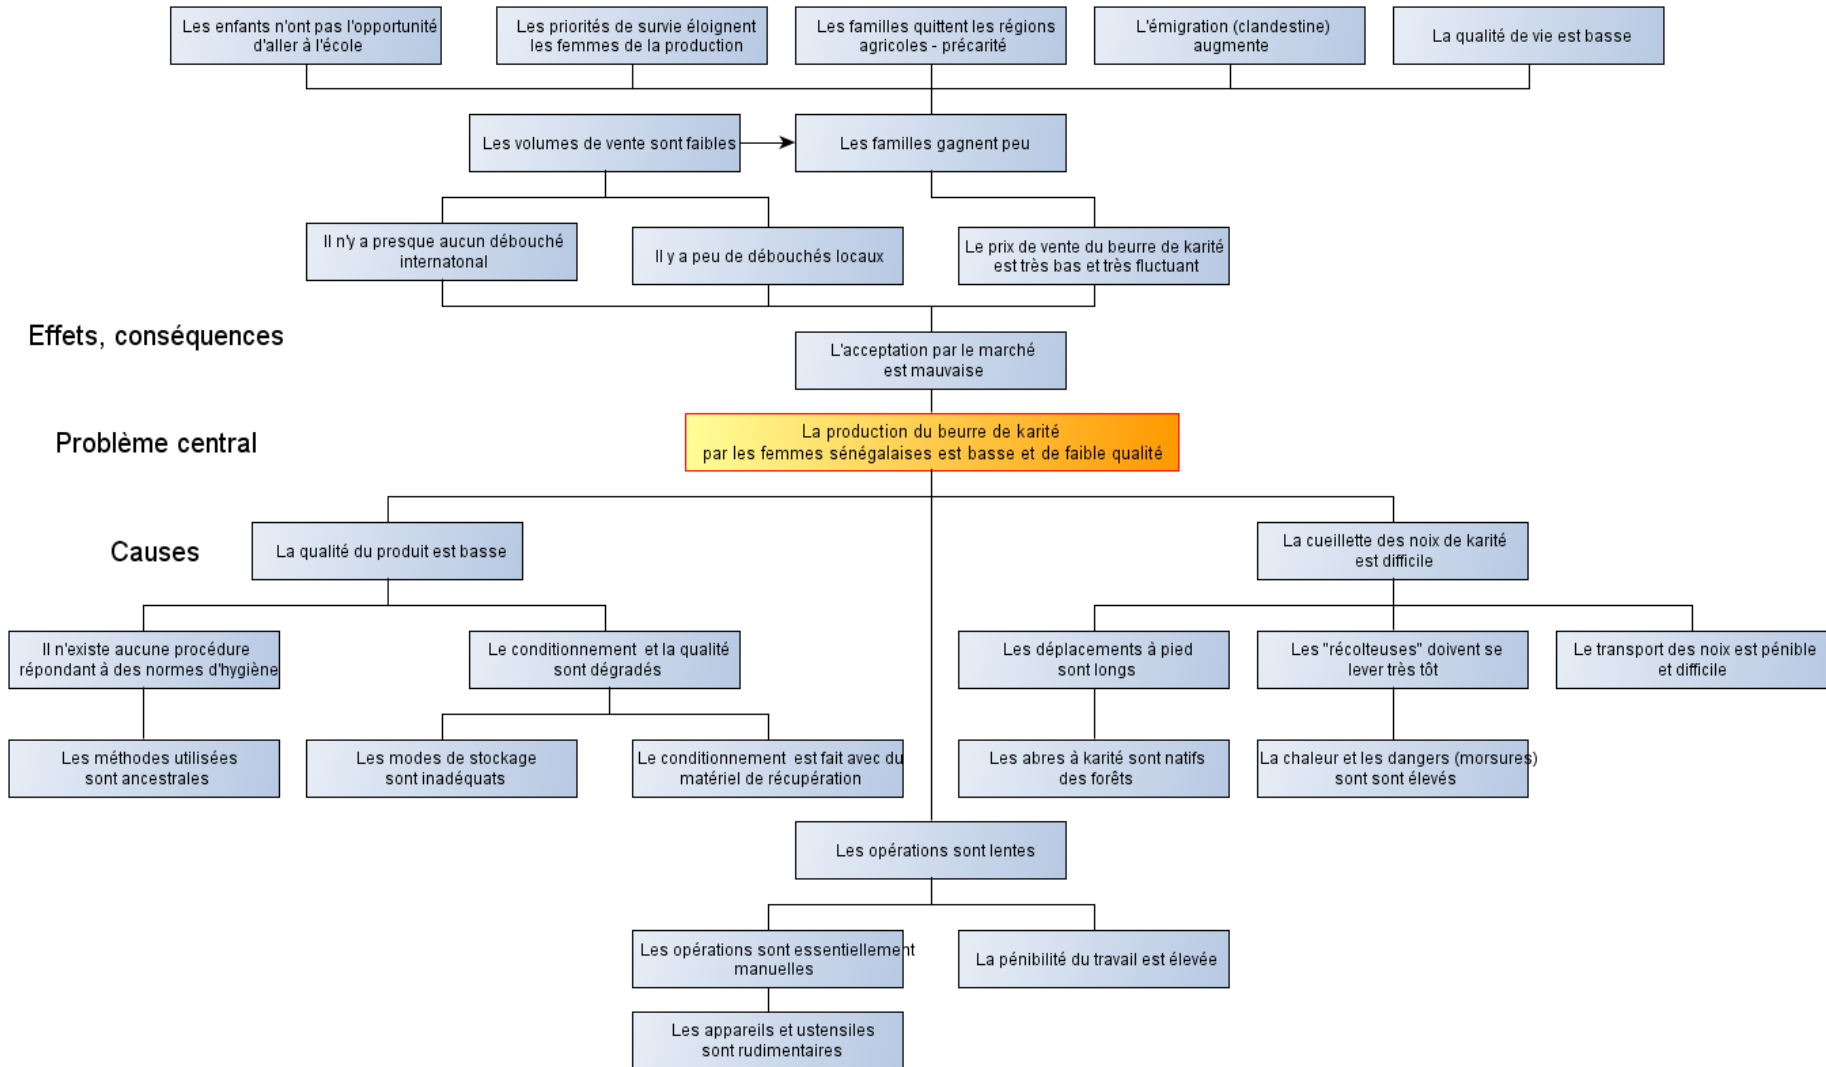 Les enfants n'ont pas l'opportunité
d'aller à l'école
Les priorités de survie éloignent
les femmes de la production
Les familles quittent les régions
agricoles - précarité
L'émigration (clandestine)
augmente
La qualité de vie est basse
Les volumes de vente sont faibles
Les familles gagnent peu
Il n'y a presque aucun débouché
internatonal
Il y a peu de débouchés locaux
Le prix de vente du beurre de karité
est très bas et très fluctuant
Effets, conséquences
L'acceptation par le marché
est mauvaise
Problème central
La production du beurre de karité
par les femmes sénégalaises est basse et de faible qualité
Causes
La qualité du produit est basse
La cueillette des noix de karité
est difficile
Il n'existe aucune procédure
répondant à des normes d'hygiène
Le conditionnement et la qualité
sont dégradés
Les déplacements à pied
sont longs
Les "récolteuses" doivent se
lever très tôt
Le transport des noix est pénible
et difficile
Les méthodes utilisées
sont ancestrales
Les modes de stockage
sont inadéquats
Le conditionnement est fait avec du
matériel de récupération
Les abres à karité sont natifs
des forêts
La chaleur et les dangers (morsures)
sont sont élevés
Les opérations sont lentes
Les opérations sont essentiellement
manuelles
La pénibilité du travail est élevée
Les appareils et ustensiles
sont rudimentaires